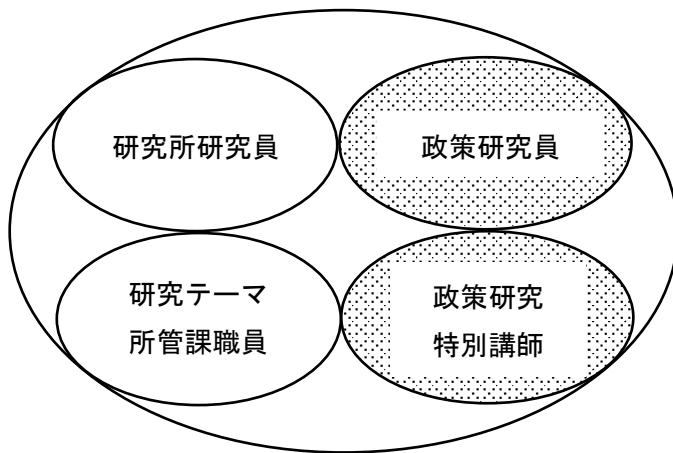 研究所研究員
政策研究員
研究テーマ
所管課職員
政策研究
特別講師